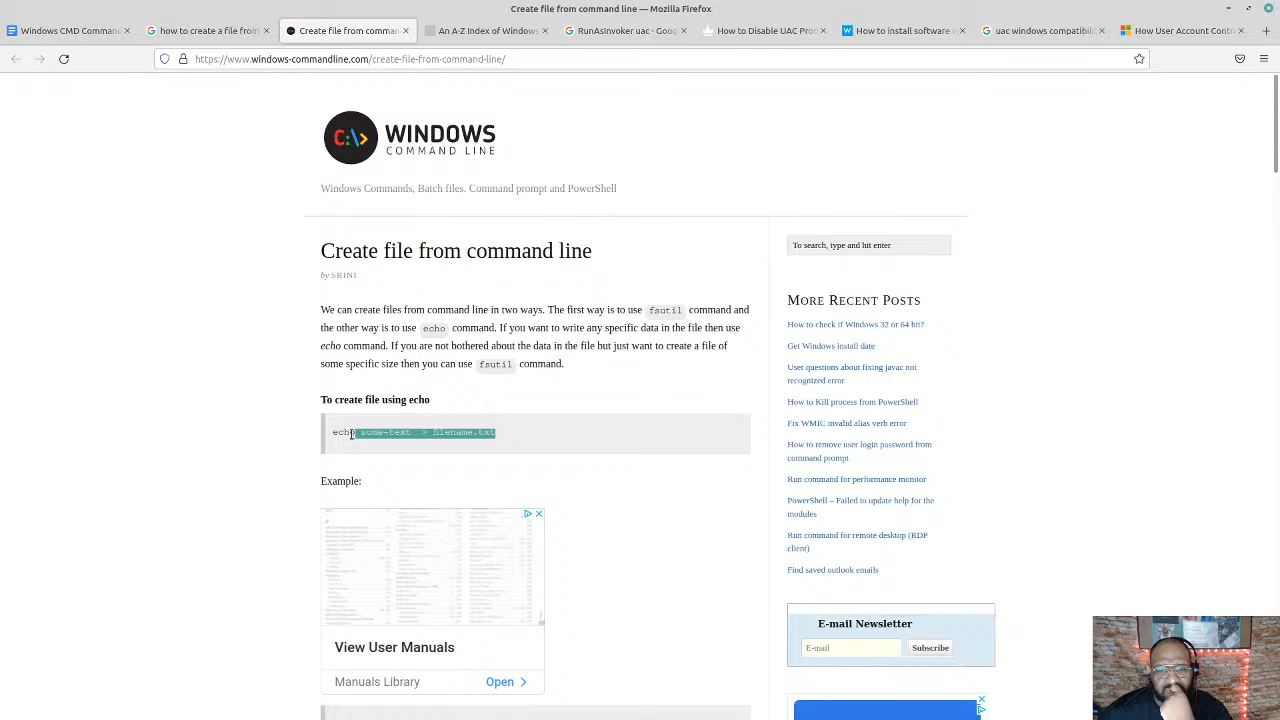 Create file from command line — Mozilla Firefox
Windows CMD Command
how to create a file from
Create file from comman
An A-Z Index of Windows
RunAsInvoker uac - Goog
How to Disable UAC Pro
How to install software
uac windows compatibili
How User Account Cont
https://www.windows-commandline.com/create-file-from-command-line/
C:\>
WINDOWS
COMMAND LINE
Windows Commands, Batch files. Command prompt and PowerShell
Create file from command line
by SRINI
We can create files from command line in two ways. The first way is to use fsutil command and
the other way is to use echo command. If you want to write any specific data in the file then use
echo command. If you are not bothered about the data in the file but just want to create a file of
some specific size then you can use fsutil command.
To create file using echo
echo some-text > filename.txt
Example:
View User Manuals
Manuals Library
Open
To search, type and hit enter
MORE RECENT POSTS
How to check if Windows 32 or 64 bit?
Get Windows install date
User questions about fixing javac not
recognized error
How to Kill process from PowerShell
Fix WMIC invalid alias verb error
How to remove user login password from
command prompt
Run command for performance monitor
PowerShell – Failed to update help for the
modules
Run command for remote desktop (RDP
client)
Find saved outlook emails
E-mail Newsletter
E-mail
Subscribe